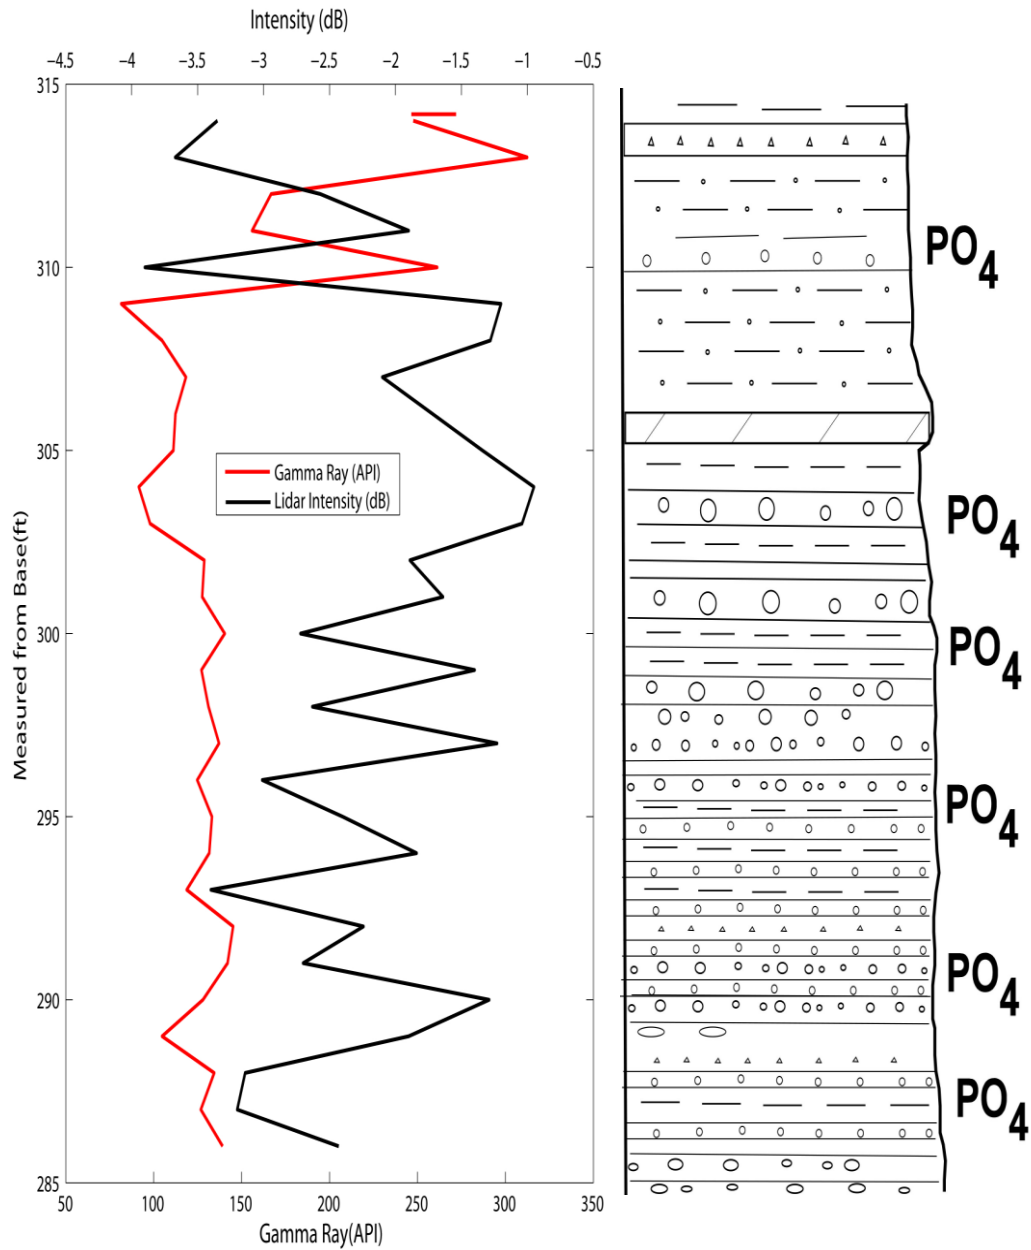 Intensity (dB)
−4.5 −4 −3.5 −3 −2.5 −2 −1.5 −1 −0.5
315
310
305
300
295
290
285
Measured from Base(ft)
Gamma Ray (API)
Lidar Intensity (dB)
50 100 150 200 250 300 350
Gamma Ray(API)
PO4
PO4
PO4
PO4
PO4
PO4